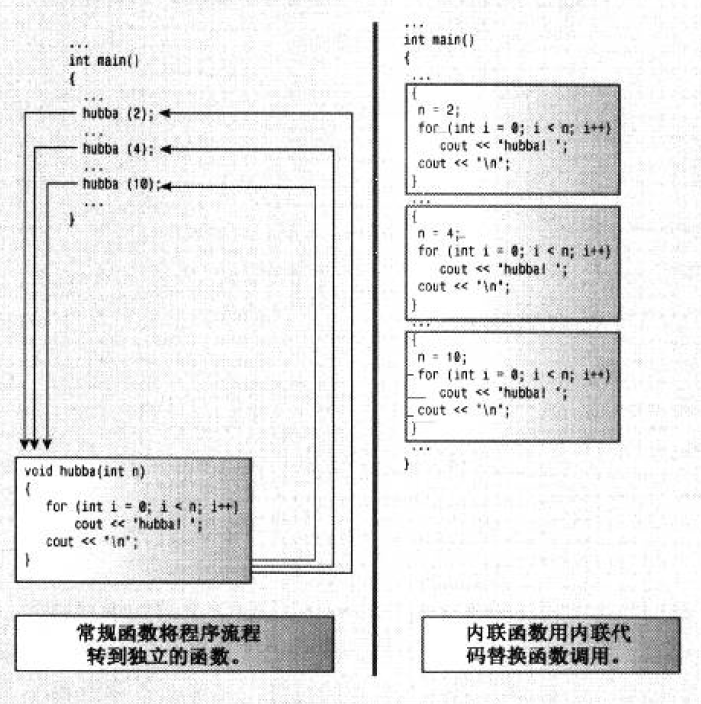 ...
int main()
{
...
hubba (2);
...
hubba (4);
...
hubba (10);
...
}
void hubba(int n)
{
for (int i = 0; i < n; i++)
cout << "hubba! ";
cout << "\n";
}
常规函数将程序流程
转到独立的函数。
...
int main()
{
...
{
n = 2;
for (int i = 0; i < n; i++)
cout << "hubba! ";
cout << "\n";
}
...
{
n = 4;
for (int i = 0; i < n; i++)
cout << "hubba! ";
cout << "\n";
}
...
{
n = 10;
for (int i = 0; i < n; i++)
cout << "hubba! ";
cout << "\n";
}
...
}
内联函数用内联代
码替换函数调用。